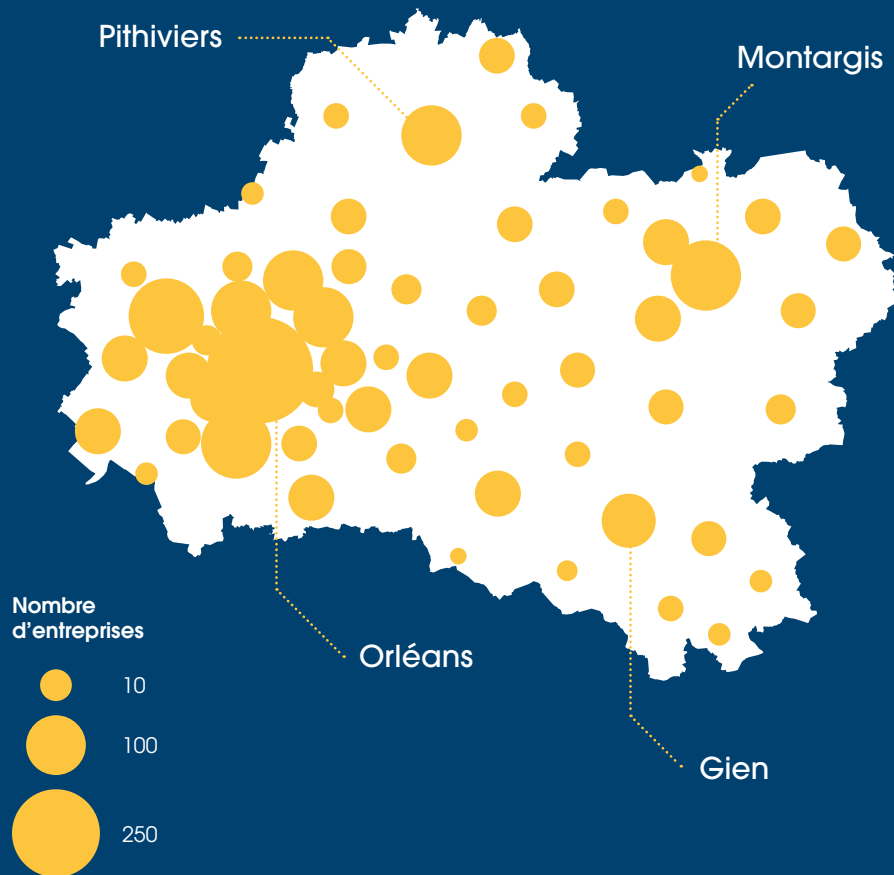 Pithiviers
Montargis
Nombre
d'entreprises
Orléans
10
100
Gien
250